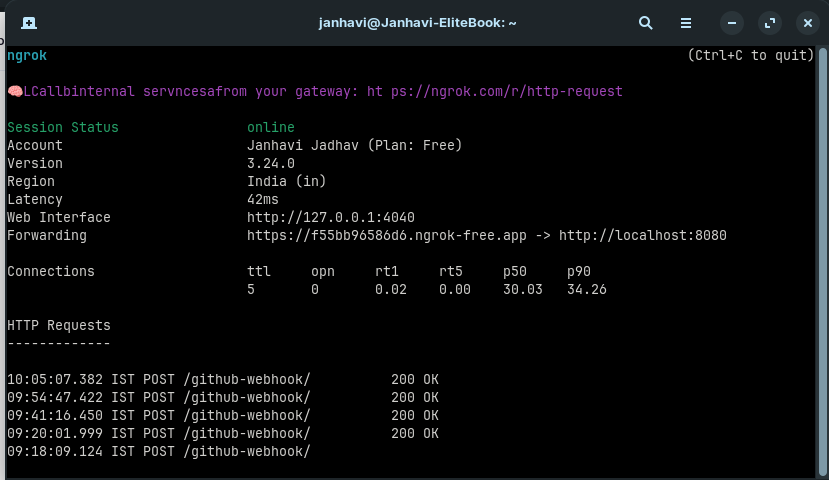 janhavi@Janhavi-EliteBook: ~
ngrok (Ctrl+C to quit)
🧠LCallbinternal servncesafrom your gateway: ht ps://ngrok.com/r/http-request
Session Status online
Account Janhavi Jadhav (Plan: Free)
Version 3.24.0
Region India (in)
Latency 42ms
Web Interface http://127.0.0.1:4040
Forwarding https://f55bb96586d6.ngrok-free.app -> http://localhost:8080
Connections ttl opn rt1 rt5 p50 p90
5 0 0.02 0.00 30.03 34.26
HTTP Requests
-------------
10:05:07.382 IST POST /github-webhook/ 200 OK
09:54:47.422 IST POST /github-webhook/ 200 OK
09:41:16.450 IST POST /github-webhook/ 200 OK
09:20:01.999 IST POST /github-webhook/ 200 OK
09:18:09.124 IST POST /github-webhook/